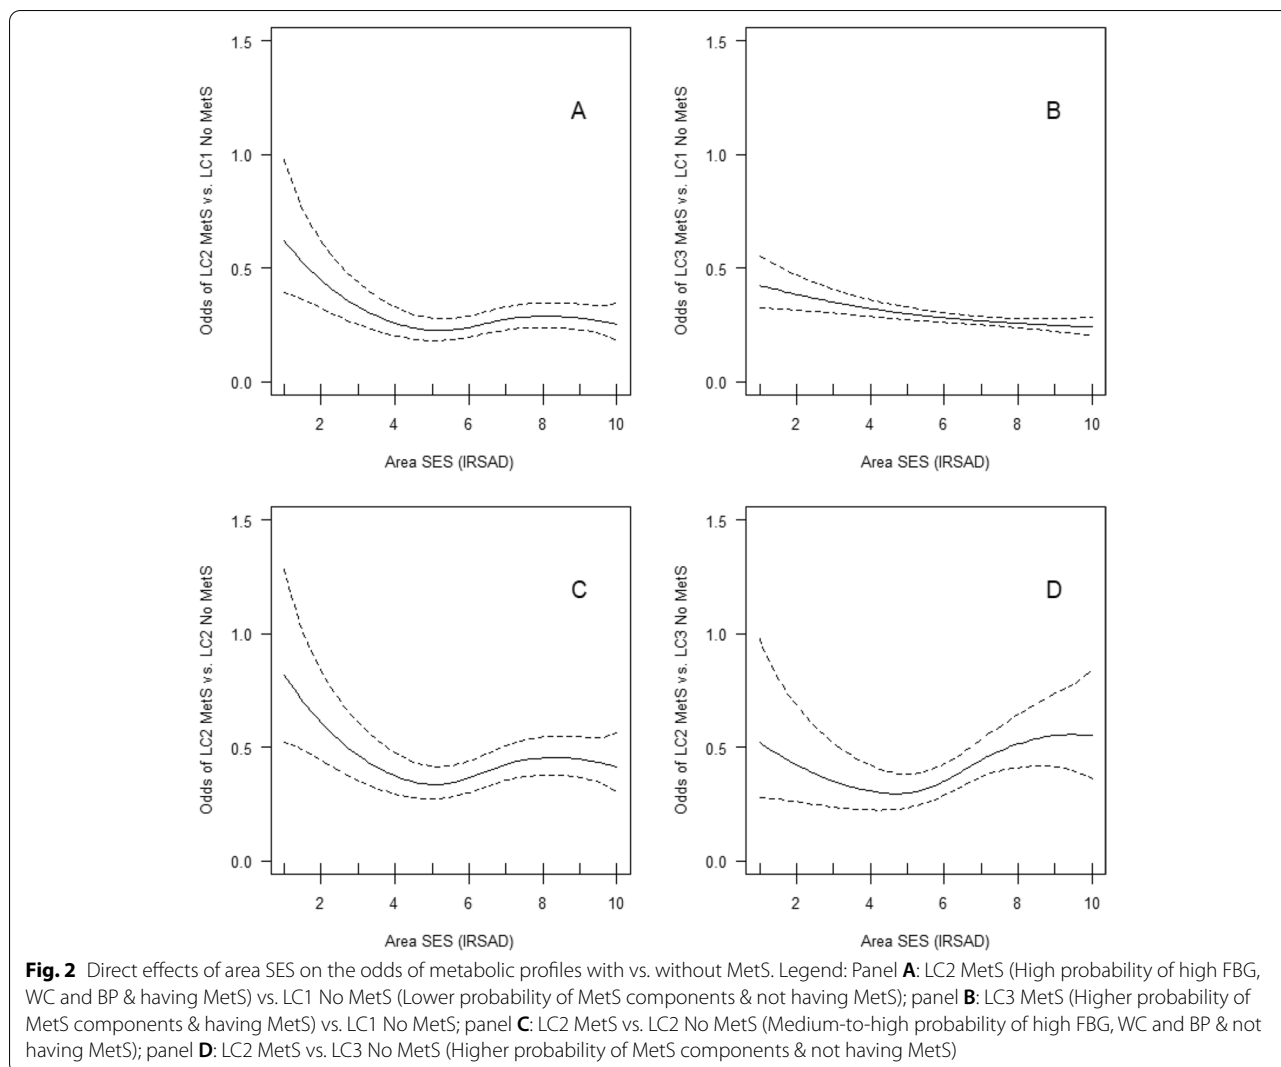 1.5
1.0
0.5
0.0
Odds of LC2 MetS vs. LC1 No MetS
A
2 4 6 8 10
Area SES (IRSAD)
1.5
1.0
0.5
0.0
Odds of LC3 MetS vs. LC1 No MetS
B
2 4 6 8 10
Area SES (IRSAD)
1.5
1.0
0.5
0.0
Odds of LC2 MetS vs. LC2 No MetS
C
2 4 6 8 10
Area SES (IRSAD)
1.5
1.0
0.5
0.0
Odds of LC2 MetS vs. LC3 No MetS
D
2 4 6 8 10
Area SES (IRSAD)
Fig. 2 Direct effects of area SES on the odds of metabolic profiles with vs. without MetS. Legend: Panel A: LC2 MetS (High probability of high FBG,
WC and BP & having MetS) vs. LC1 No MetS (Lower probability of MetS components & not having MetS); panel B: LC3 MetS (Higher probability of
MetS components & having MetS) vs. LC1 No MetS; panel C: LC2 MetS vs. LC2 No MetS (Medium-to-high probability of high FBG, WC and BP & not
having MetS); panel D: LC2 MetS vs. LC3 No MetS (Higher probability of MetS components & not having MetS)